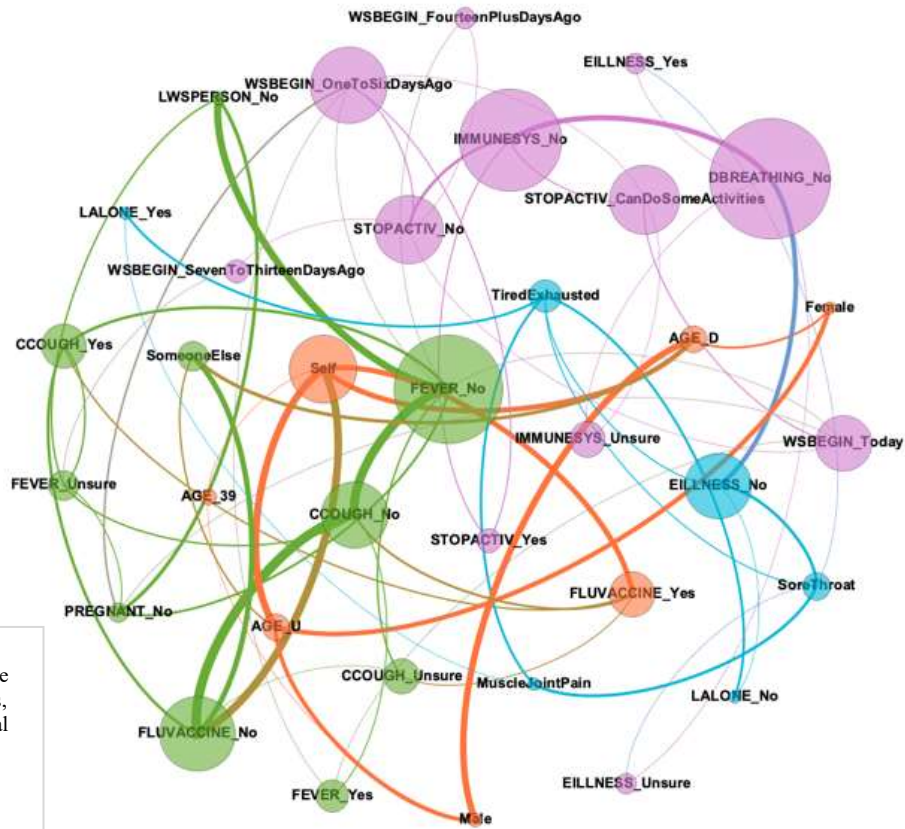 WSBEGIN_FourteenPlusDaysAgo
EILLNESS_Yes
WSBEGIN_OneToSixDaysAgo
LWSPERSON_No
IMMUNESYS_No
DBREATHING_No
STOPACTIV_CanDoSomeActivities
LALONE_Yes
STOPACTIV_No
WSBEGIN_SevenToThirteenDaysAgo
TiredExhausted
Female
AGE_D
CCOUGH_Yes
SomeoneElse
Self
FEVER_No
IMMUNESYS_Unsure
WSBEGIN_Today
FEVER_Unsure
EILLNESS_No
AGE_39
CCOUGH_No
STOPACTIV_Yes
SoreThroat
FLUVACCINE_Yes
PREGNANT_No
AGE_U
CCOUGH_Unsure
MuscleJointPain
LALONE_No
FLUVACCINE_No
EILLNESS_Unsure
FEVER_Yes
Male